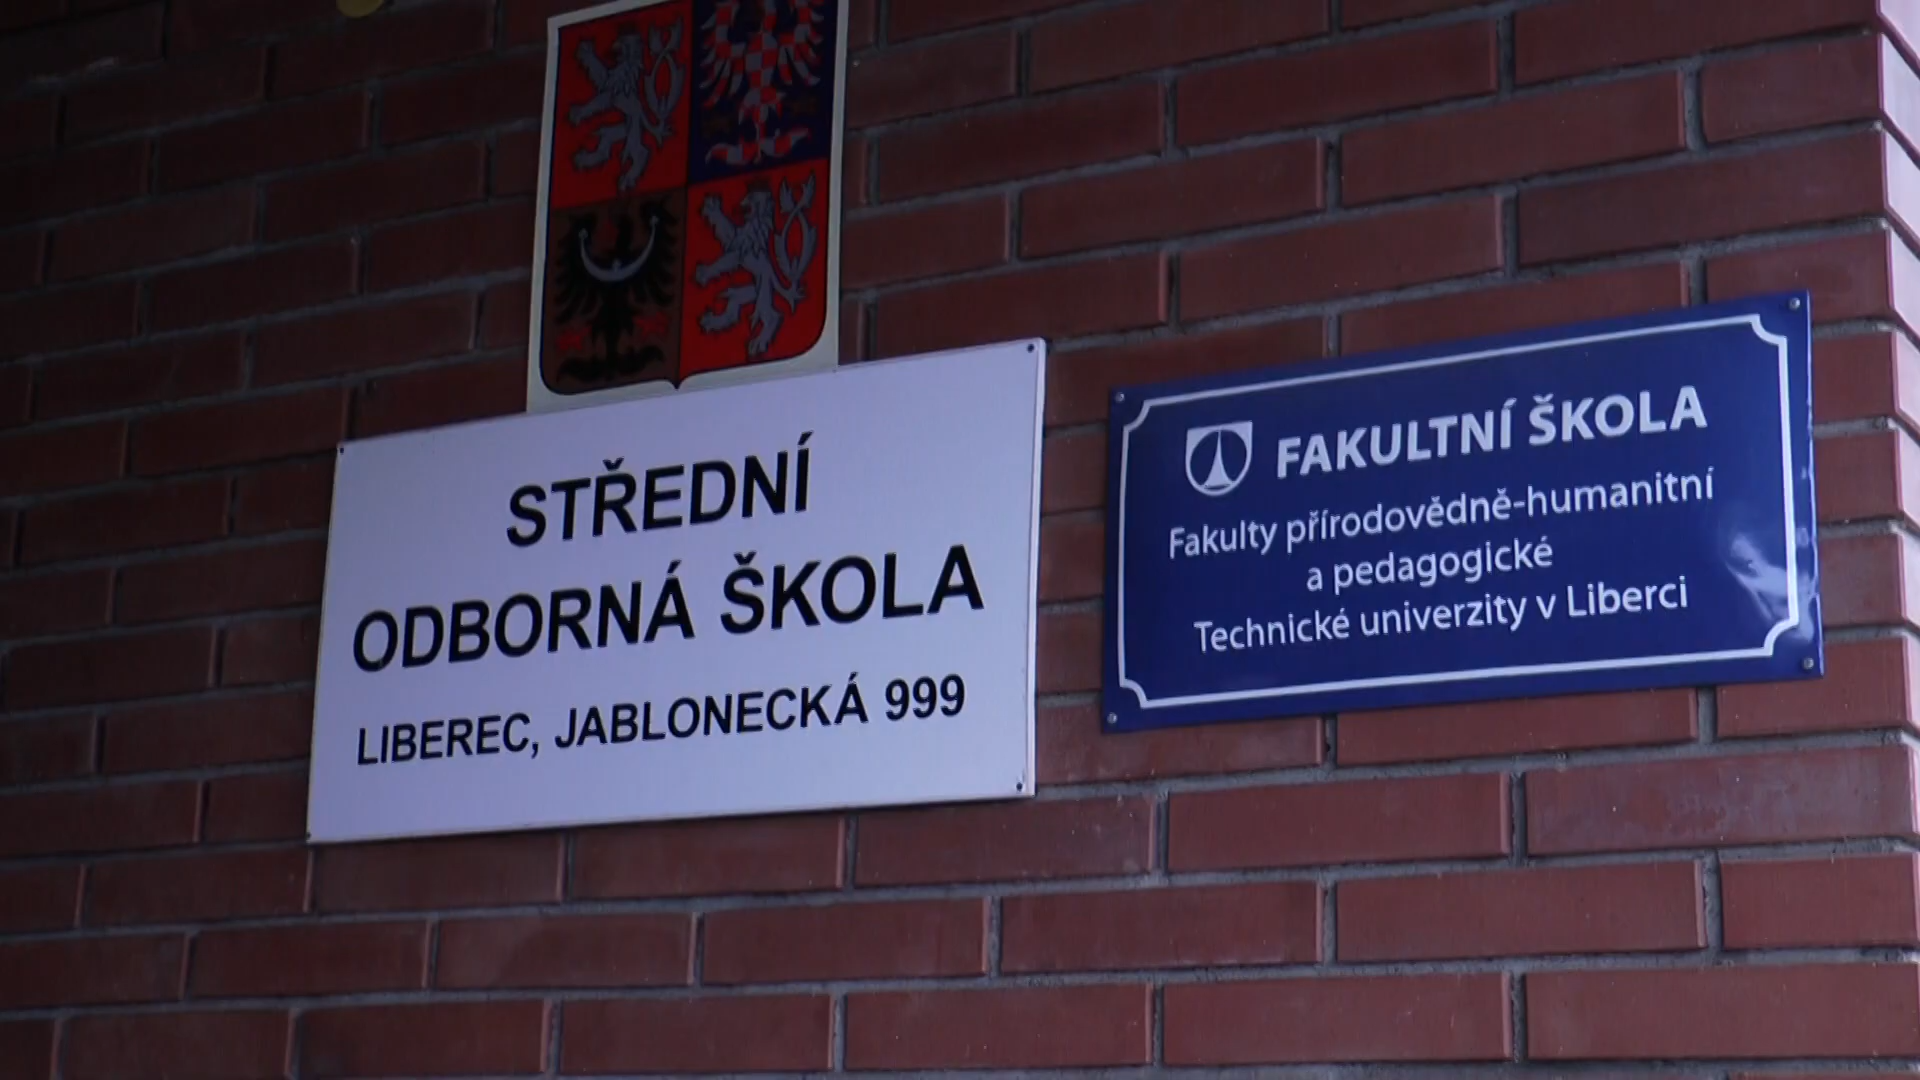 STŘEDNÍ
ODBORNÁ ŠKOLA
LIBEREC, JABLONECKÁ 999
FAKULTNÍ ŠKOLA
Fakulty přírodovědně-humanitní
a pedagogické
Technické univerzity v Liberci